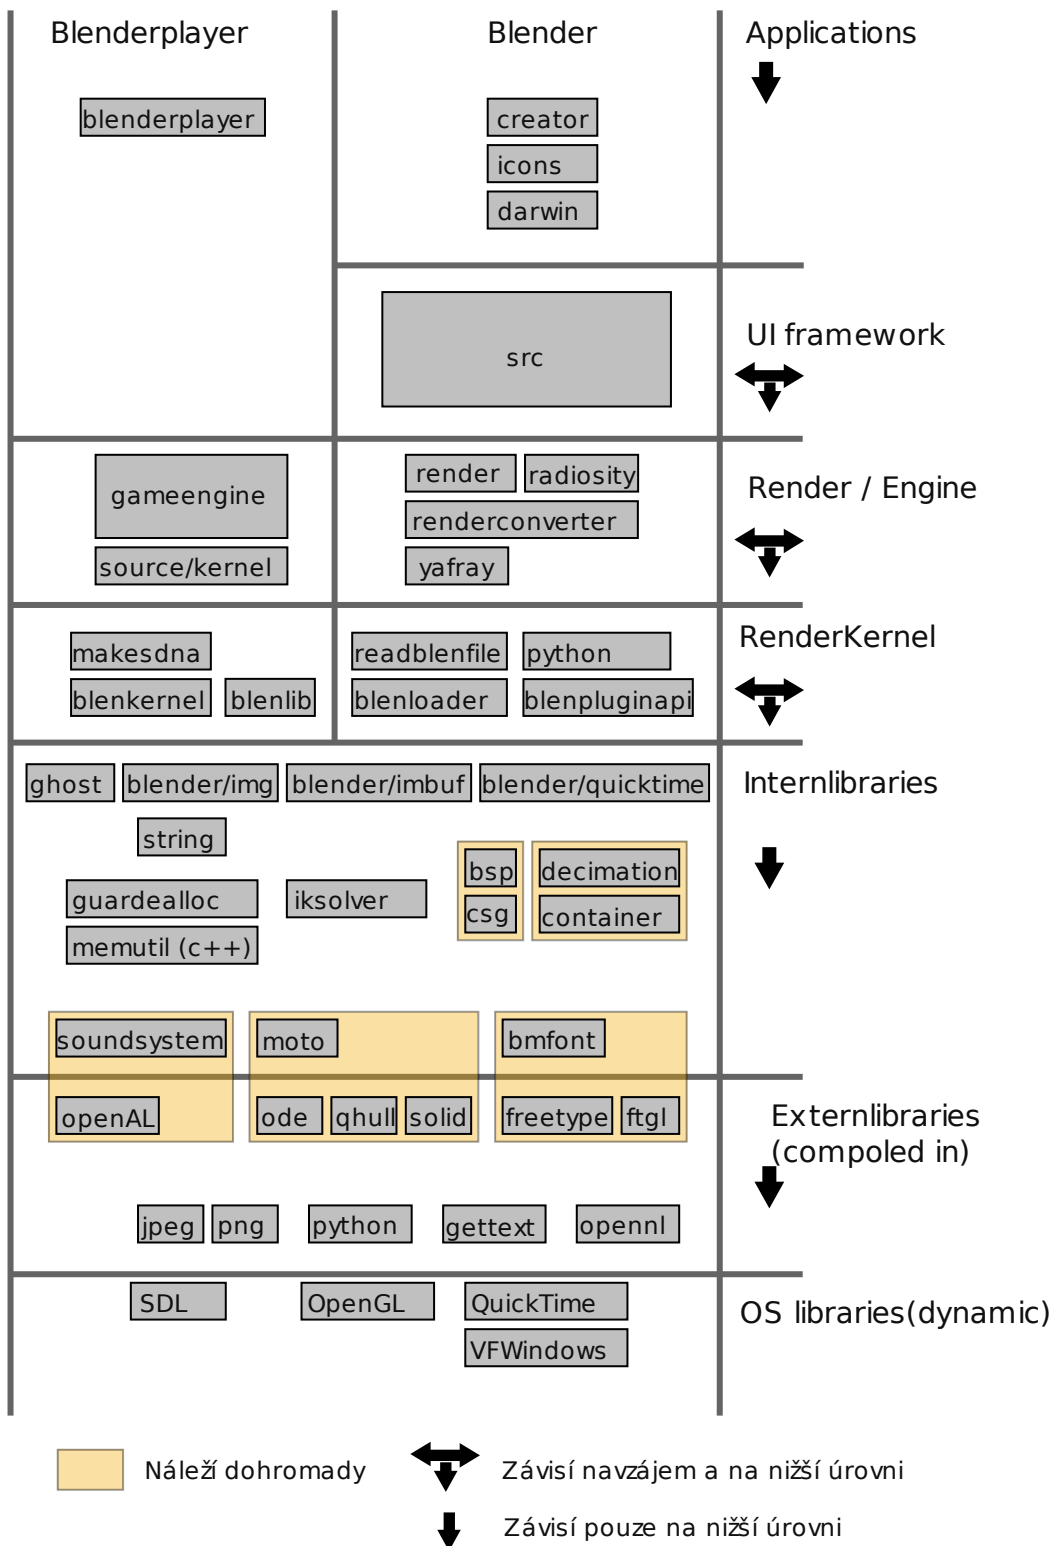 Blenderplayer
Blender
Applications
blenderplayer
creator
icons
darwin
src
UI framework
gameengine
source/kernel
render
radiosity
renderconverter
yafray
Render / Engine
makesdna
blenkernel
blenlib
readblenfile
python
blenloader
blenpluginapi
RenderKernel
ghost
blender/img
blender/imbuf
blender/quicktime
Internlibraries
string
guardealloc
memutil (c++)
iksolver
bsp
csg
decimation
container
soundsystem
moto
bmfont
openAL
ode
qhull
solid
freetype
ftgl
Externlibraries
(compoled in)
jpeg
png
python
gettext
opennl
SDL
OpenGL
QuickTime
VFWindows
OS libraries(dynamic)
Náleží dohromady
Závisí navzájem a na nižší úrovni
Závisí pouze na nižší úrovni